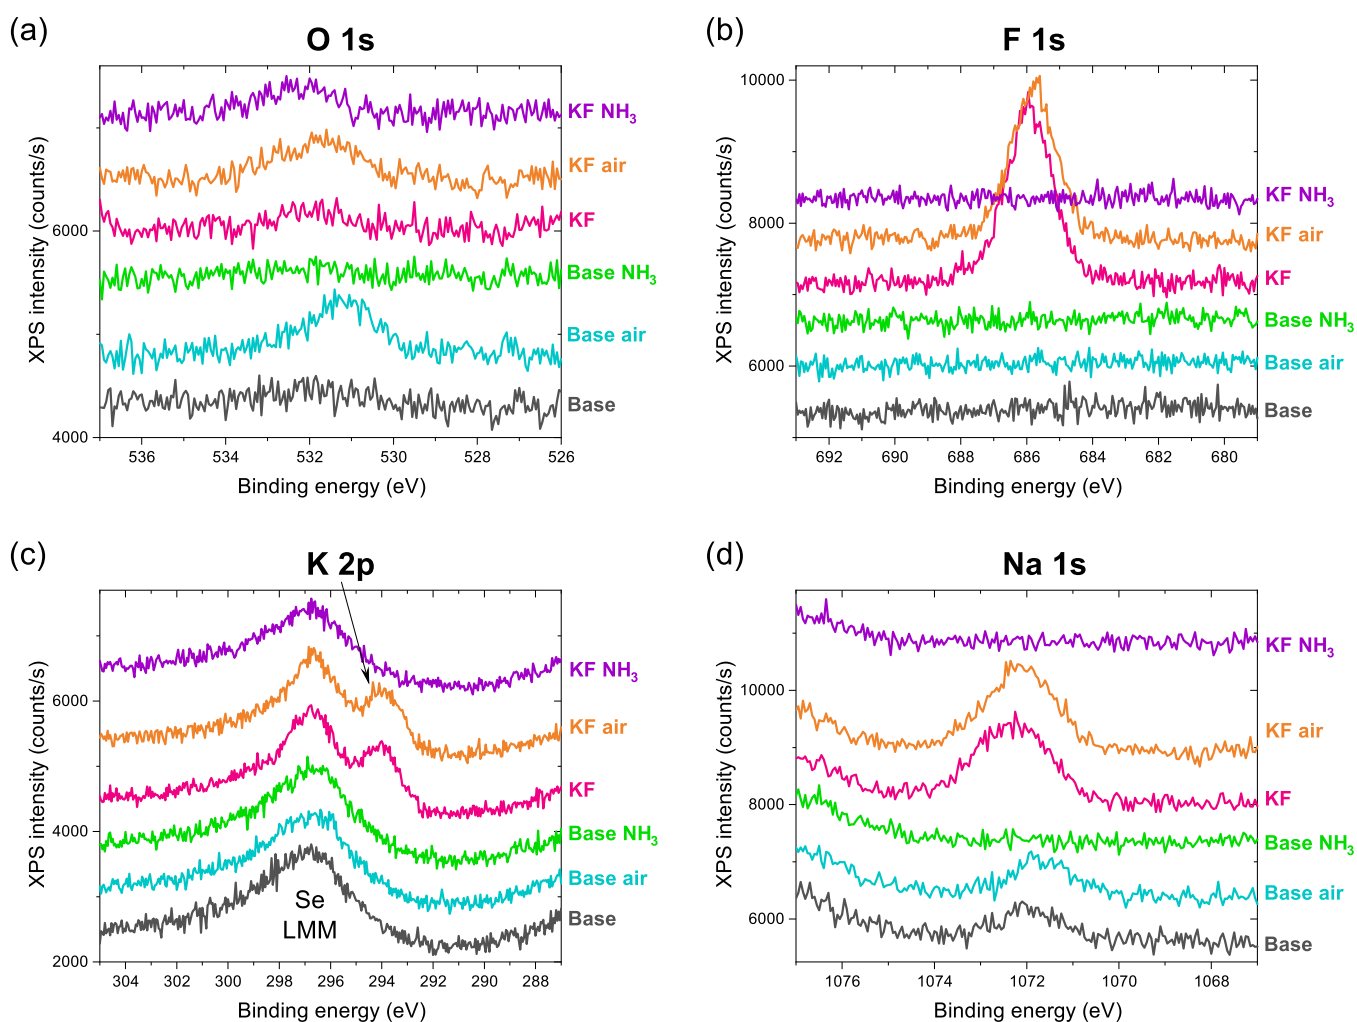 (a)
O 1s
XPS intensity (counts/s)
6000
4000
536
534
532
530
528
526
Binding energy (eV)
KF NH3
KF air
KF
Base NH3
Base air
Base
(b)
F 1s
XPS intensity (counts/s)
10000
8000
6000
692
690
688
686
684
682
680
Binding energy (eV)
KF NH3
KF air
KF
Base NH3
Base air
Base
(c)
K 2p
XPS intensity (counts/s)
6000
4000
2000
304
302
300
298
296
294
292
290
288
Binding energy (eV)
KF NH3
KF air
KF
Base NH3
Base air
Base
Se
LMM
(d)
Na 1s
XPS intensity (counts/s)
10000
8000
6000
1076
1074
1072
1070
1068
Binding energy (eV)
KF NH3
KF air
KF
Base NH3
Base air
Base